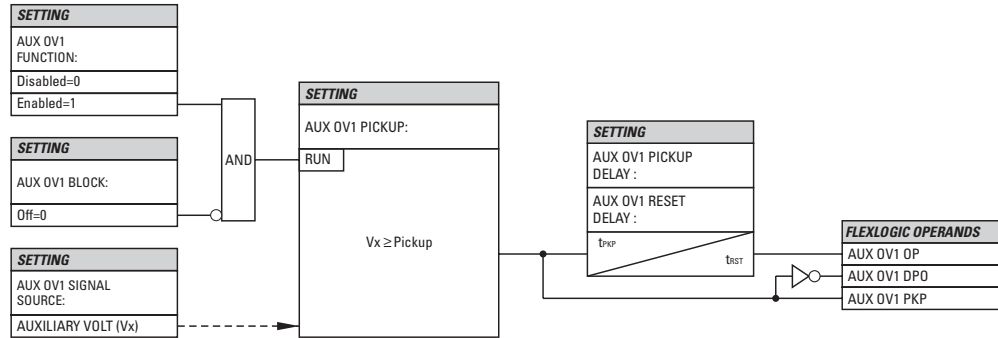 SETTING
AUX OV1
FUNCTION:
Disabled=0
Enabled=1
SETTING
AUX OV1 BLOCK:
Off=0
SETTING
AUX OV1 SIGNAL
SOURCE:
AUXILIARY VOLT (Vx)
AND
SETTING
AUX OV1 PICKUP:
RUN
Vx ≥ Pickup
SETTING
AUX OV1 PICKUP
DELAY :
AUX OV1 RESET
DELAY :
tPKP
tRST
FLEXLOGIC OPERANDS
AUX OV1 OP
AUX OV1 DPO
AUX OV1 PKP